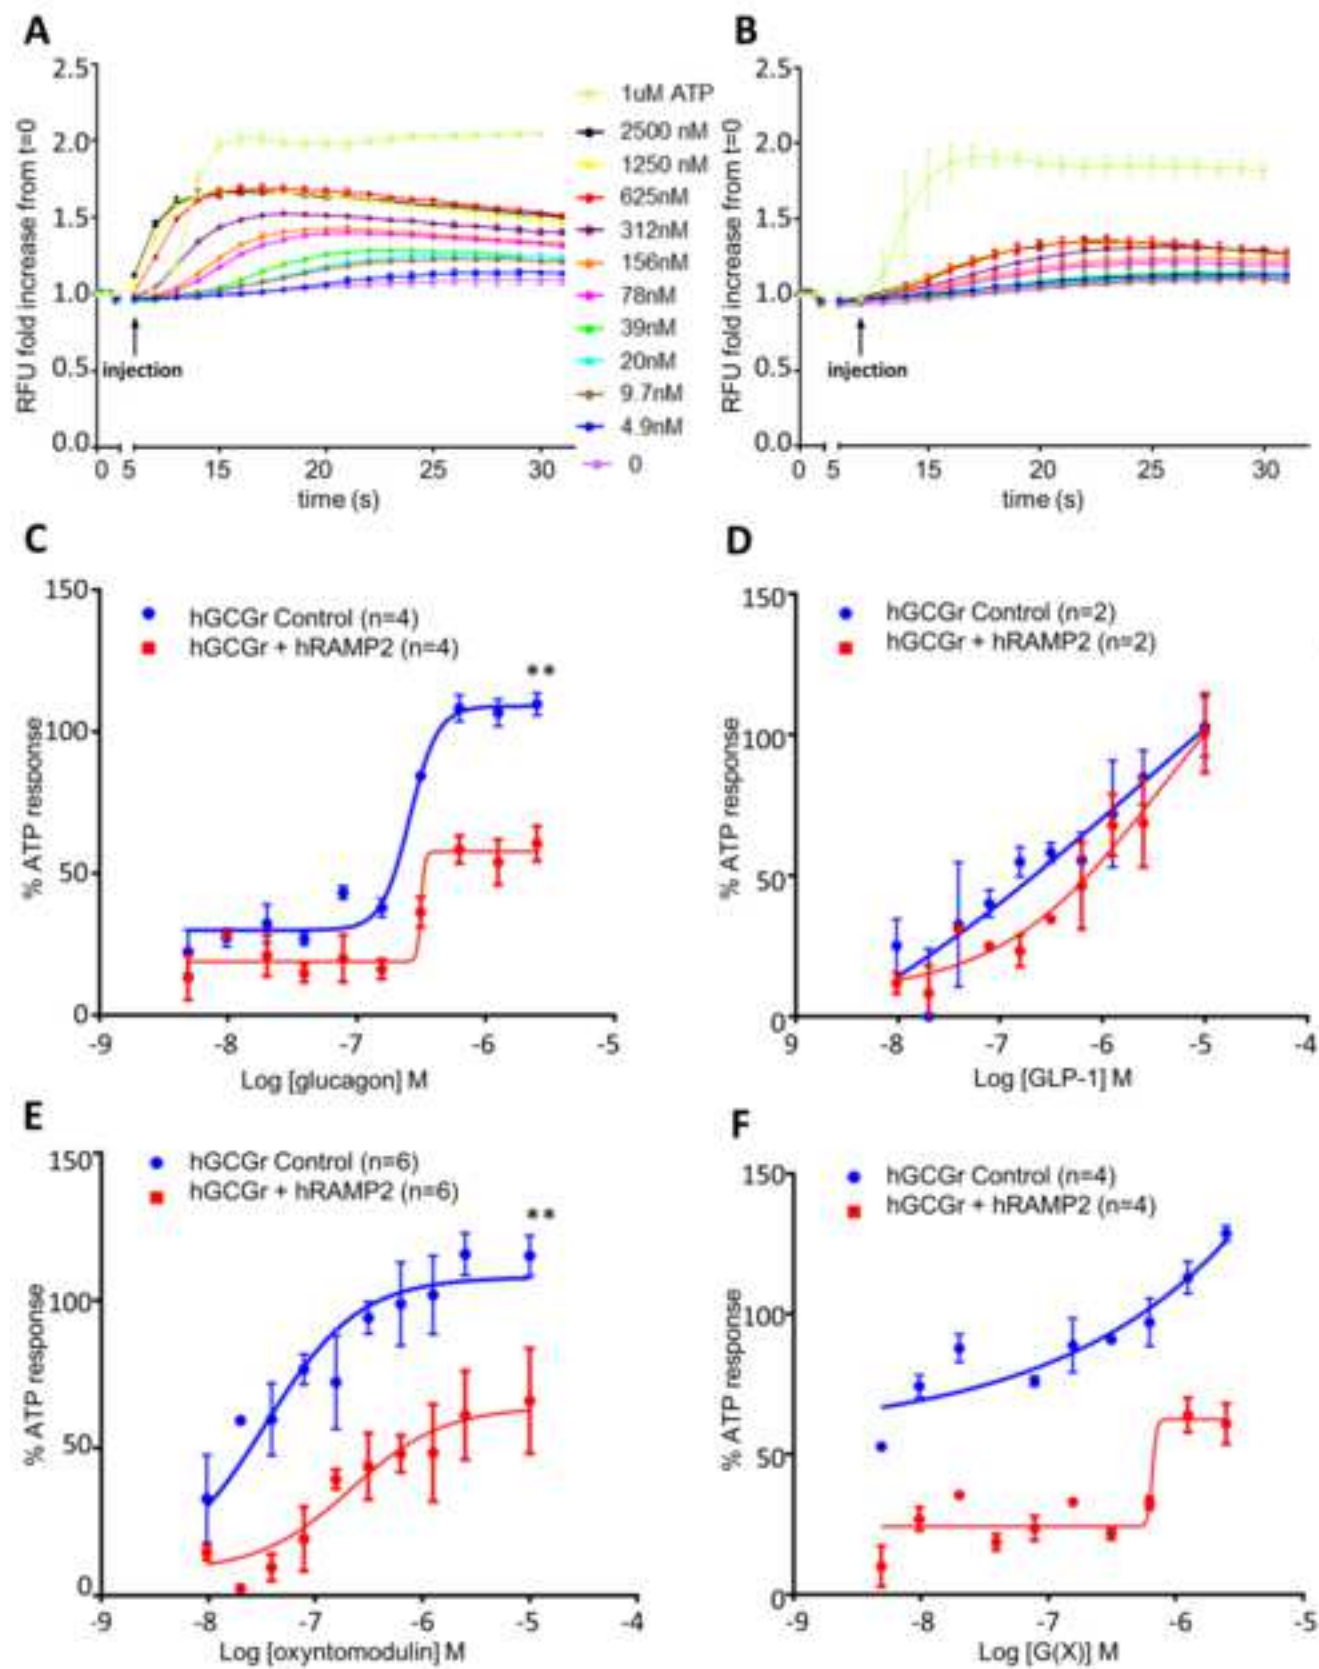 A
RFU fold increase from t=0
2.5
2.0
1.5
1.0
0.5
0.0
injection
0 5 15 20 25 30
time (s)
1uM ATP
2500 nM
1250 nM
625nM
312nM
156nM
78nM
39nM
20nM
9.7nM
4.9nM
0
B
RFU fold increase from t=0
2.5
2.0
1.5
1.0
0.5
0.0
injection
0 5 15 20 25 30
time (s)
C
% ATP response
150
100
50
0
hGCGr Control (n=4)
hGCGr + hRAMP2 (n=4)
**
-9 -8 -7 -6 -5
Log [glucagon] M
D
% ATP response
150
100
50
0
hGCGr Control (n=2)
hGCGr + hRAMP2 (n=2)
9 -8 -7 -6 -5 -4
Log [GLP-1] M
E
% ATP response
150
100
50
0
hGCGr Control (n=6)
hGCGr + hRAMP2 (n=6)
**
-9 -8 -7 -6 -5 -4
Log [oxyntomodulin] M
F
% ATP response
150
100
50
0
hGCGr Control (n=4)
hGCGr + hRAMP2 (n=4)
-9 -8 -7 -6 -5
Log [G(X)] M